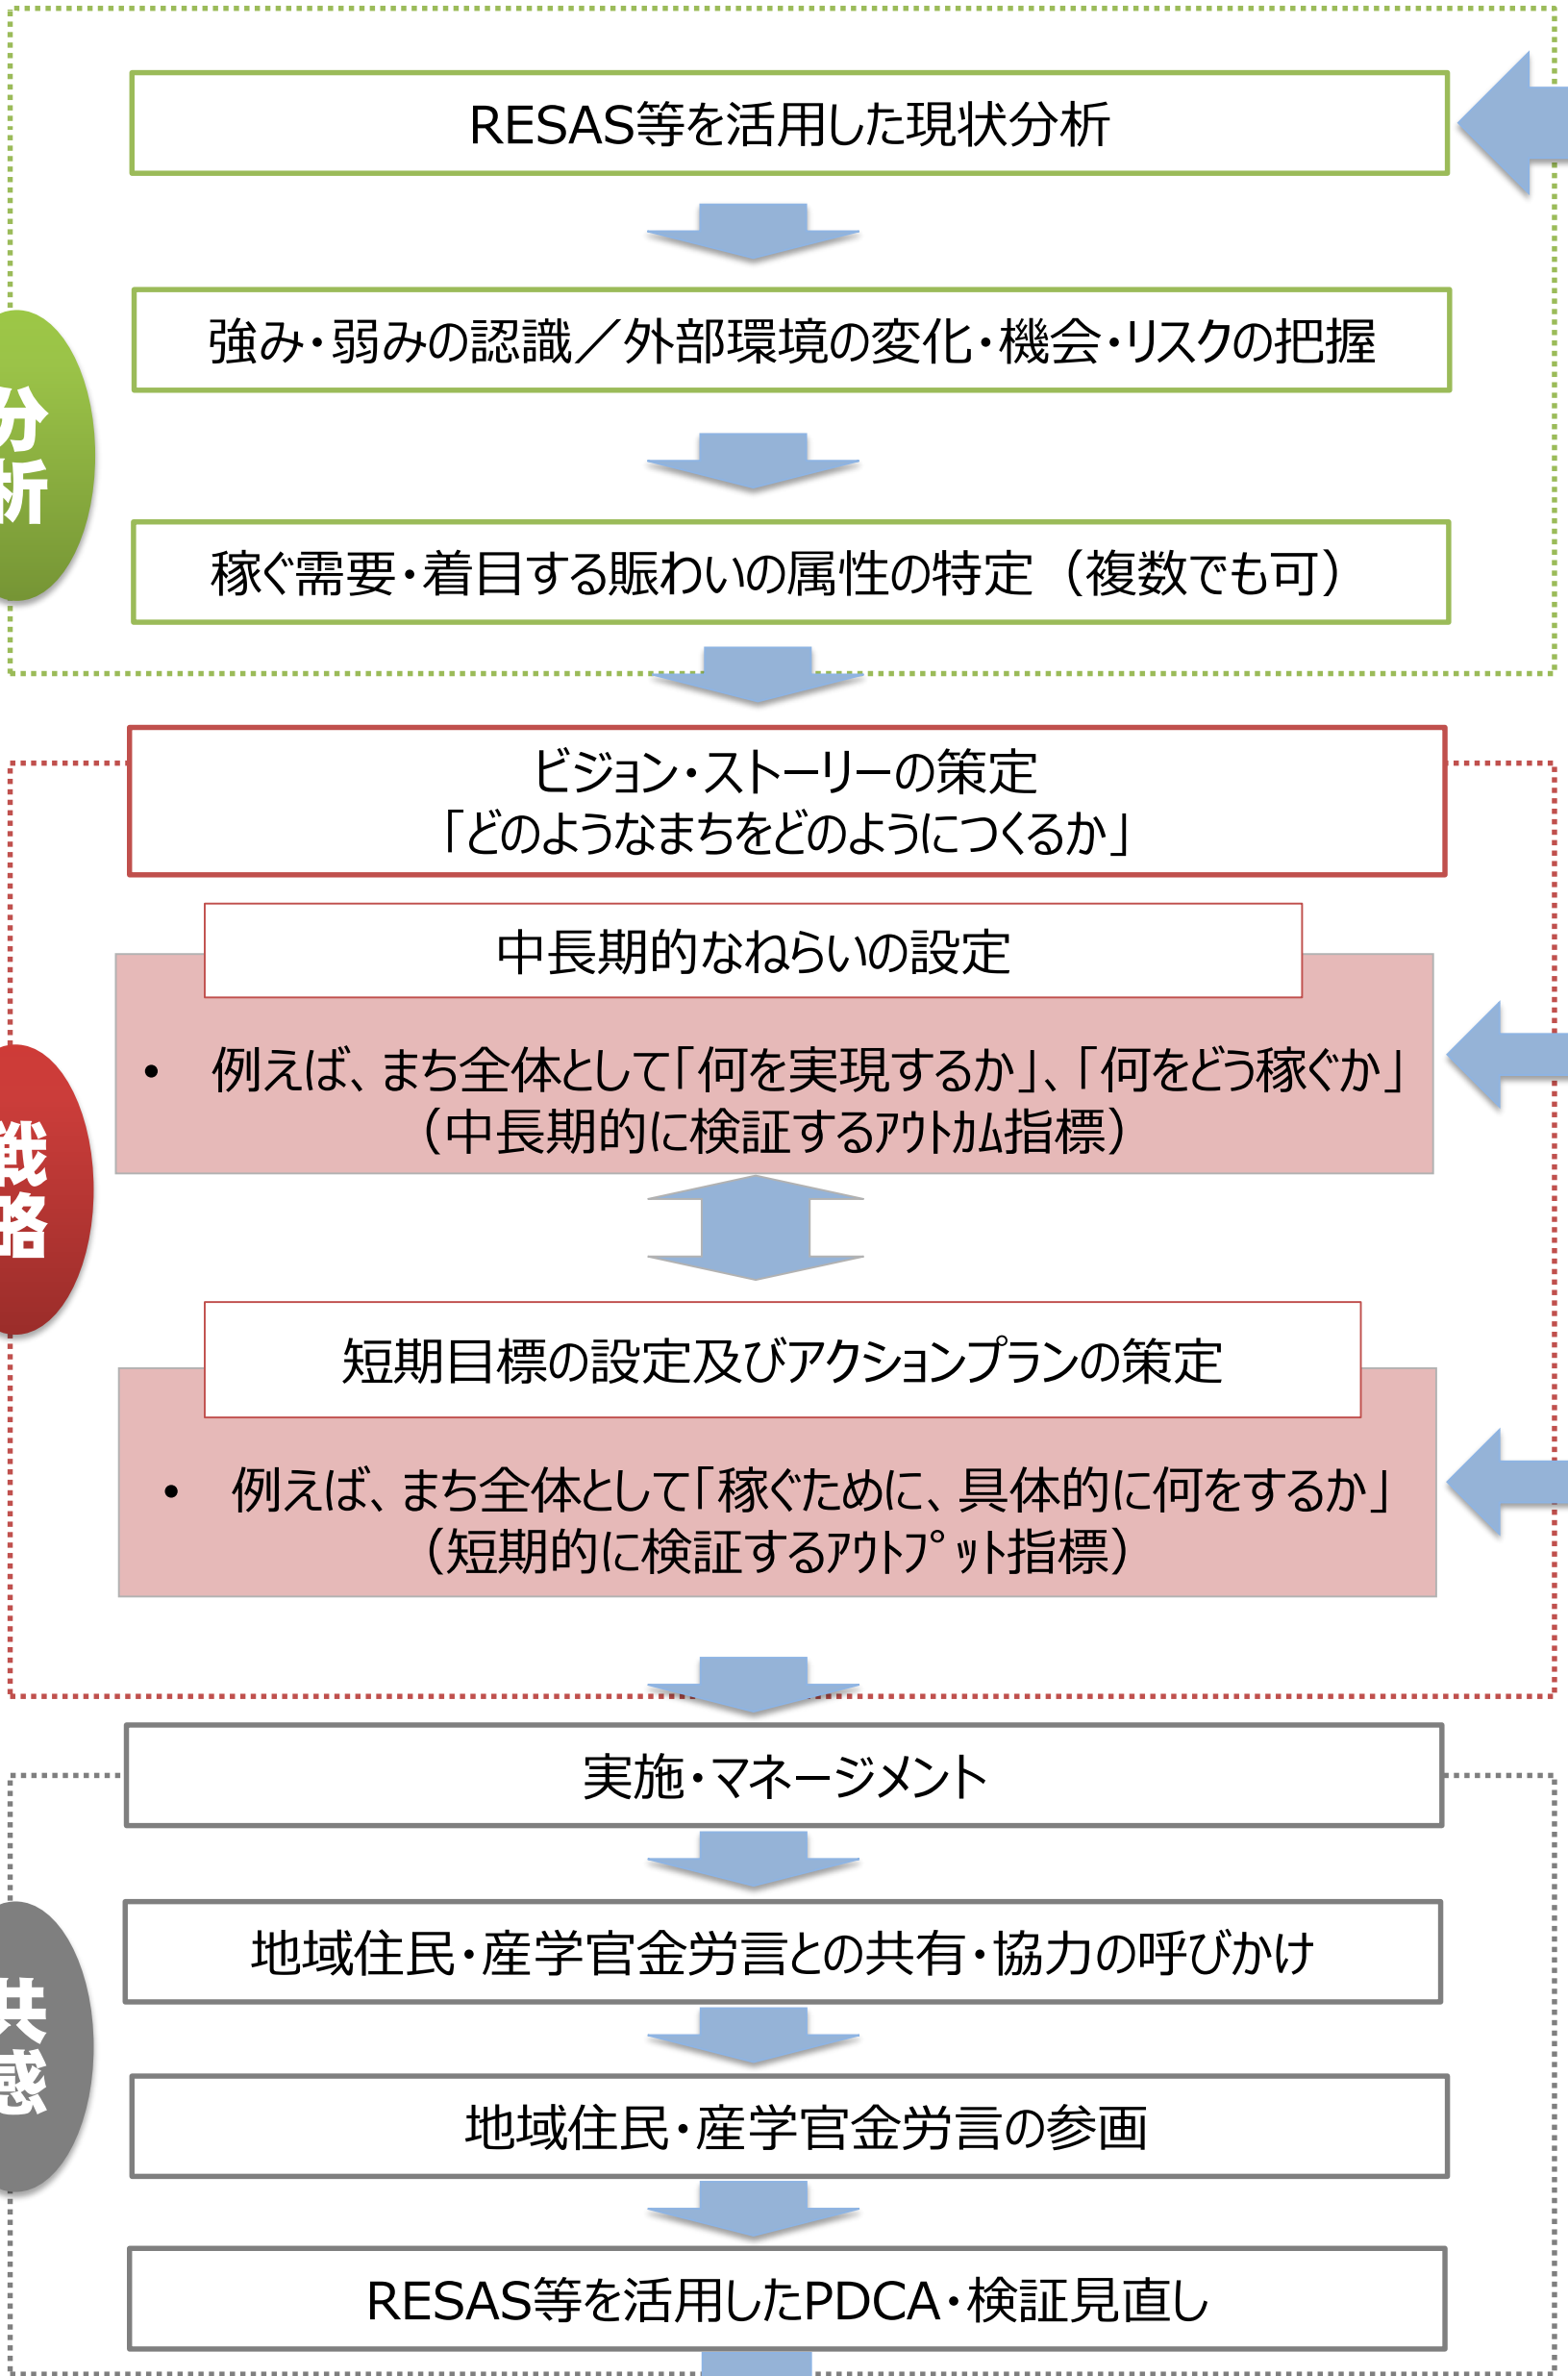 RESAS等を活用した現状分析
強み・弱みの認識／外部環境の変化・機会・リスクの把握
分析
稼ぐ需要・着目する賑わいの属性の特定（複数でも可）
ビジョン・ストーリーの策定
「どのようなまちをどのようにつくるか」
中長期的なねらいの設定
• 例えば、まち全体として「何を実現するか」、「何をどう稼ぐか」
（中長期的に検証するｱｳﾄｶﾑ指標）
戦略
短期目標の設定及びアクションプランの策定
• 例えば、まち全体として「稼ぐために、具体的に何をするか」
（短期的に検証するｱｳﾄﾌﾟｯﾄ指標）
実施・マネージメント
地域住民・産学官金労言との共有・協力の呼びかけ
共感
地域住民・産学官金労言の参画
RESAS等を活用したPDCA・検証見直し